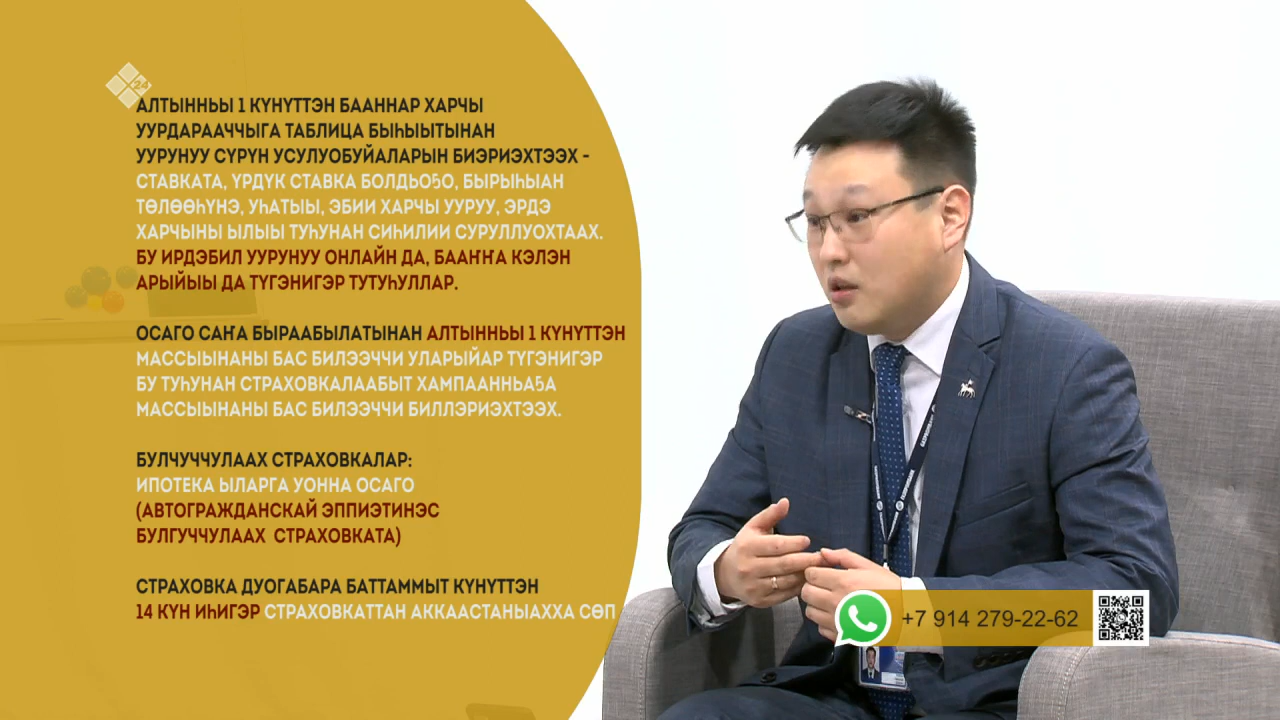 24
АЛТЫННЬЫ 1 КҮНҮТТЭН БААННАР ХАРЧЫ
УУРДАРААЧЧЫГА ТАБЛИЦА БЫҺЫЫТЫНАН
УУРУНУУ СҮРҮН УСУЛУОБУЙАЛАРЫН БИЭРИЭХТЭЭХ -
СТАВКАТА, ҮРДҮК СТАВКА БОЛДЬОҔО, БЫРЫҺЫАН
ТӨЛӨӨҺҮНЭ, УҺАТЫЫ, ЭБИИ ХАРЧЫ УУРУУ, ЭРДЭ
ХАРЧЫНЫ ЫЛЫЫ ТУҺУНАН СИҺИЛИИ СУРУЛЛУОХТААХ.
БУ ИРДЭБИЛ УУРУНУУ ОНЛАЙН ДА, БААҤҤА КЭЛЭН
АРЫЙЫЫ ДА ТҮГЭНИГЭР ТУТУҺУЛЛАР.
ОСАГО САҤА БЫРААБЫЛАТЫНАН АЛТЫННЬЫ 1 КҮНҮТТЭН
МАССЫЫНАНЫ БАС БИЛЭЭЧЧИ УЛАРЫЙАР ТҮГЭНИГЭР
БУ ТУҺУНАН СТРАХОВКАЛААБЫТ ХАМПААННЬАҔА
МАССЫЫНАНЫ БАС БИЛЭЭЧЧИ БИЛЛЭРИЭХТЭЭХ.
БУЛЧУЧЧУЛААХ СТРАХОВКАЛАР:
ИПОТЕКА ЫЛАРГА УОННА ОСАГО
(АВТОГРАЖДАНСКАЙ ЭППИЭТИНЭС
БУЛГУЧЧУЛААХ СТРАХОВКАТА)
СТРАХОВКА ДУОГАБАРА БАТТАММЫТ КҮНҮТТЭН
14 КҮН ИҺИГЭР СТРАХОВКАТТАН АККААСТАНЫАХХА СӨП
+7 914 279-22-62